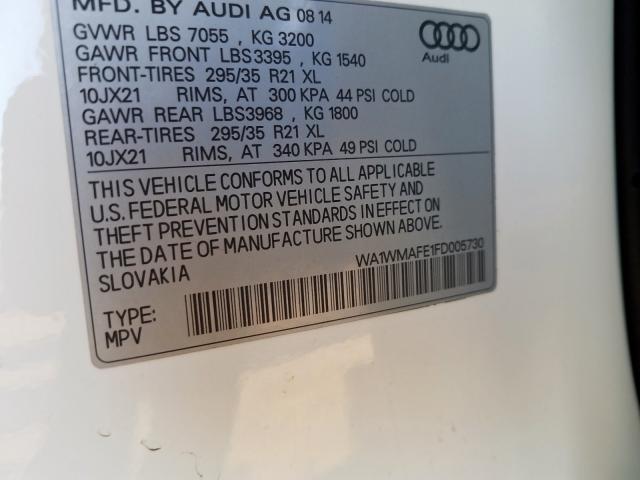 MFD. BY AUDI AG 08 14
GVWR LBS 7055 , KG 3200
GAWR FRONT LBS3395 , KG 1540
FRONT-TIRES 295/35 R21 XL
10JX21 RIMS, AT 300 KPA 44 PSI COLD
GAWR REAR LBS3968 , KG 1800
REAR-TIRES 295/35 R21 XL
10JX21 RIMS, AT 340 KPA 49 PSI COLD
Audi
THIS VEHICLE CONFORMS TO ALL APPLICABLE
U.S. FEDERAL MOTOR VEHICLE SAFETY AND
THEFT PREVENTION STANDARDS IN EFFECT ON
THE DATE OF MANUFACTURE SHOWN ABOVE.
SLOVAKIA
WA1WMAFE1FD005730
TYPE:
MPV